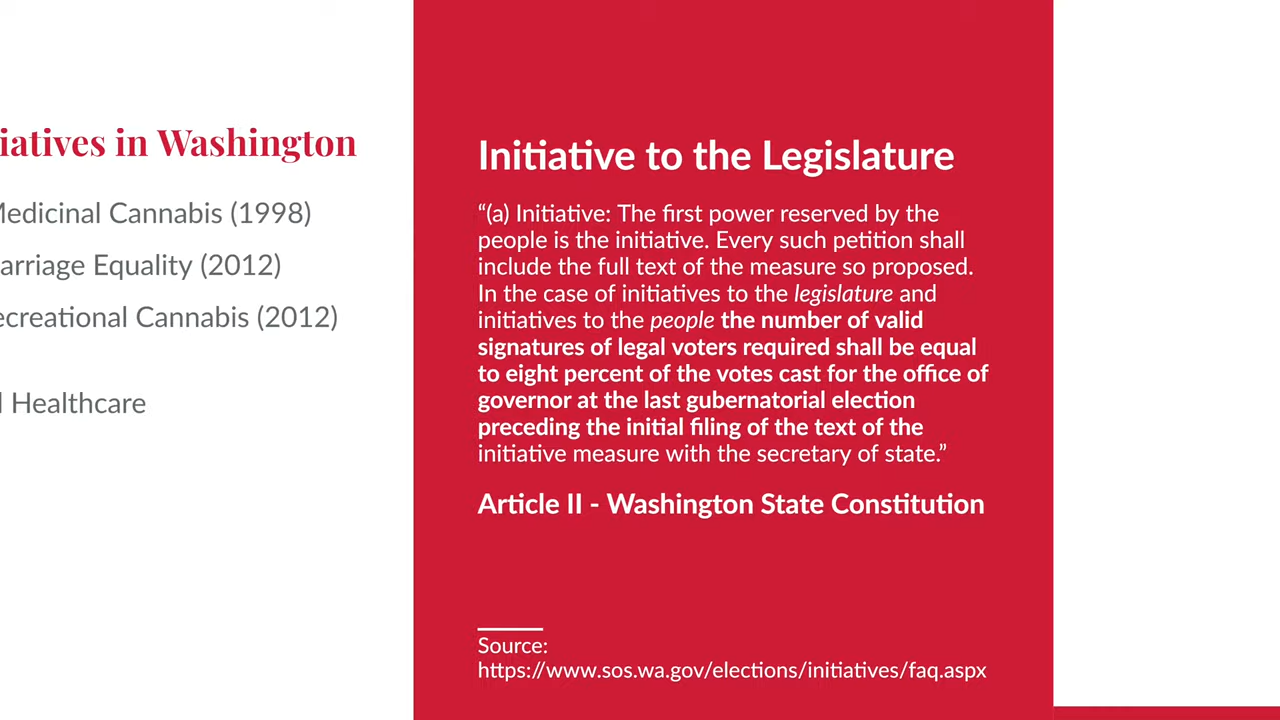 iatives in Washington
Medicinal Cannabis (1998)
arriage Equality (2012)
ecreational Cannabis (2012)
l Healthcare
Initiative to the Legislature
“(a) Initiative: The first power reserved by the
people is the initiative. Every such petition shall
include the full text of the measure so proposed.
In the case of initiatives to the legislature and
initiatives to the people the number of valid
signatures of legal voters required shall be equal
to eight percent of the votes cast for the office of
governor at the last gubernatorial election
preceding the initial filing of the text of the
initiative measure with the secretary of state.”
Article II - Washington State Constitution
Source:
https://www.sos.wa.gov/elections/initiatives/faq.aspx